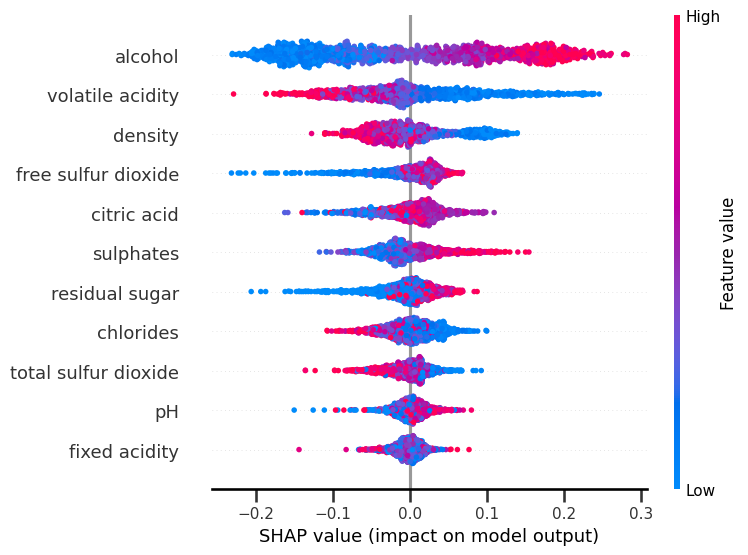 High
alcohol
volatile acidity
density
free sulfur dioxide
citric acid
sulphates
residual sugar
chlorides
total sulfur dioxide
pH
fixed acidity
Feature value
Low
−0.2 −0.1 0.0 0.1 0.2 0.3
SHAP value (impact on model output)